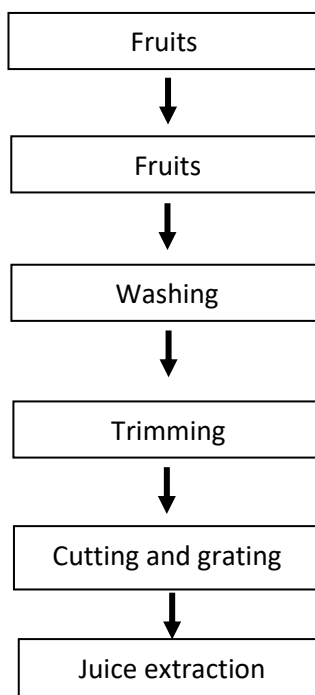 Fruits
Fruits
Washing
Trimming
Cutting and grating
Juice extraction